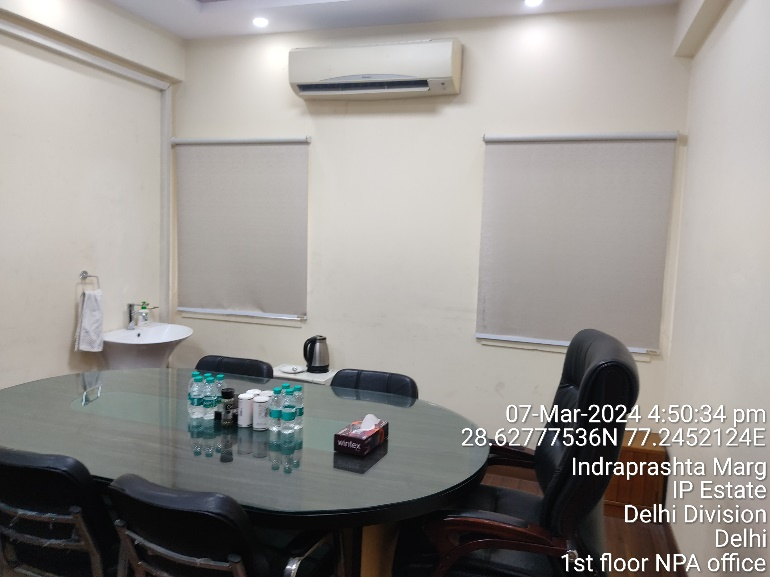 wintex
07-Mar-2024 4:50:34 pm
28.62777536N 77.2452124E
Indraprashta Marg
IP Estate
Delhi Division
Delhi
1st floor NPA office